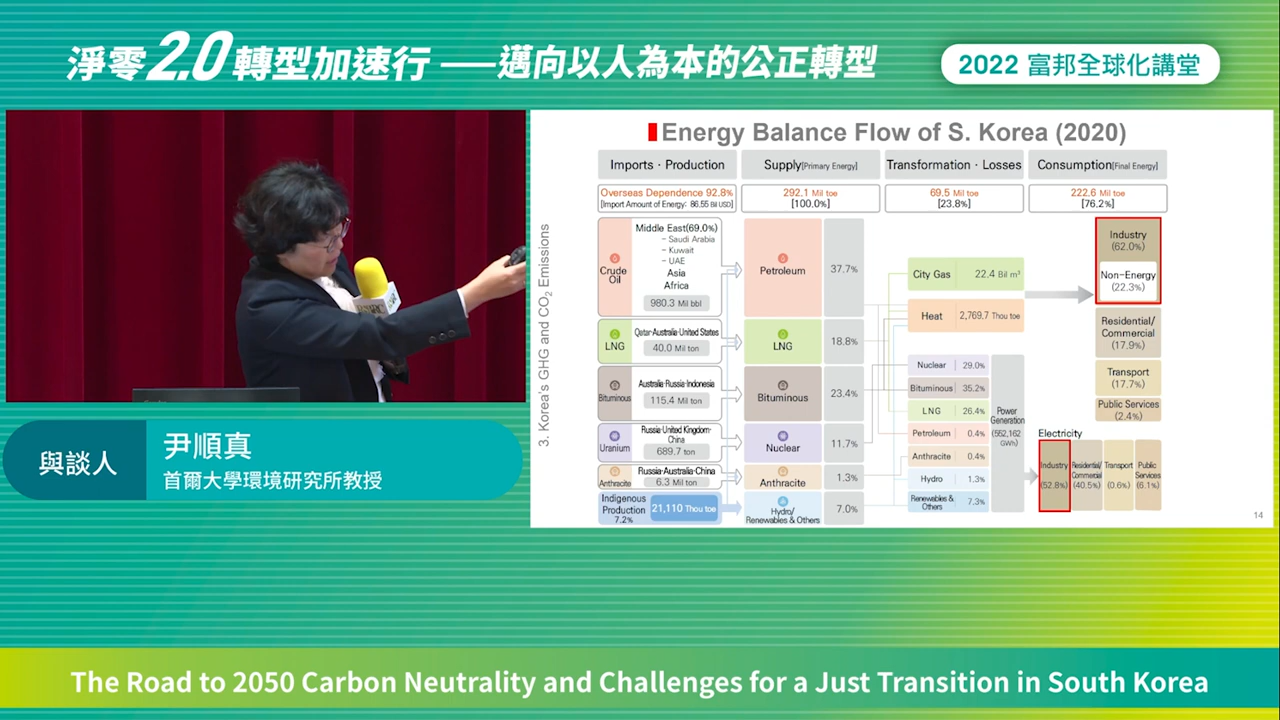 淨零2.0轉型加速行——邁向以人為本的公正轉型
2022 富邦全球化講堂
與談人
尹順真
首爾大學環境研究所教授
3. Korea's GHG and CO2 Emissions
Energy Balance Flow of S. Korea (2020)
Imports · Production
Supply[Primary Energy]
Transformation · Losses
Consumption[Final Energy]
Overseas Dependence 92.8%
[Import Amount of Energy: 86.55 Bil USD]
292.1 Mil toe
[100.0%]
69.5 Mil toe
[23.8%]
222.6 Mil toe
[76.2%]
Crude
Oil
Middle East(69.0%)
- Saudi Arabia
- Kuwait
- UAE
Asia
Africa
980.3 Mil bbl
LNG
Qatar·Australia·United States
40.0 Mil ton
Bituminous
Australia·Russia·Indonesia
115.4 Mil ton
Uranium
Russia·United Kingdom·
China
689.7 ton
Anthracite
Russia·Australia·China
6.3 Mil ton
Indigenous
Production
7.2%
21,110 Thou toe
Petroleum
37.7%
LNG
18.8%
Bituminous
23.4%
Nuclear
11.7%
Anthracite
1.3%
Hydro/
Renewables & Others
7.0%
City Gas 22.4 Bil m³
Heat 2,769.7 Thou toe
Nuclear 29.0%
Bituminous 35.2%
LNG 26.4%
Petroleum 0.4%
Anthracite 0.4%
Hydro 1.3%
Renewables &
Others 7.3%
Power
Generation
(552,162
GWh)
Industry
(62.0%)
Non-Energy
(22.3%)
Residential/
Commercial
(17.9%)
Transport
(17.7%)
Public Services
(2.4%)
Electricity
Industry
(52.8%)
Residential/
Commercial
(40.5%)
Transport
(0.6%)
Public
Services
(6.1%)
14
The Road to 2050 Carbon Neutrality and Challenges for a Just Transition in South Korea